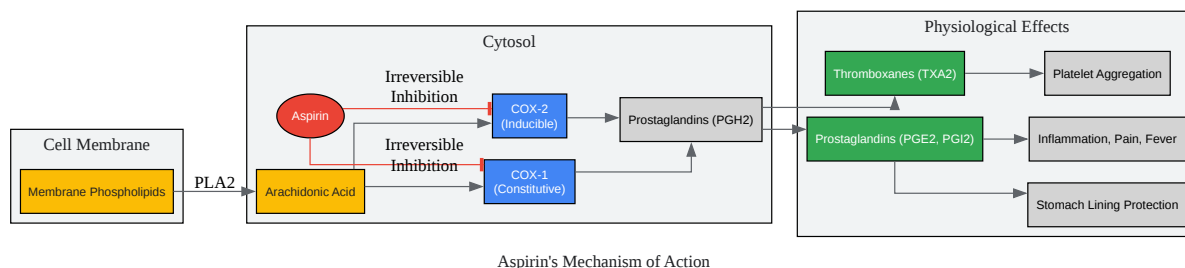 Physiological Effects
Cytosol
Thromboxanes (TXA2)
Platelet Aggregation
Irreversible
Inhibition
Aspirin
COX-2
(Inducible)
Prostaglandins (PGH2)
Prostaglandins (PGE2, PGI2)
Inflammation, Pain, Fever
Cell Membrane
Irreversible
Inhibition
Membrane Phospholipids
PLA2
Arachidonic Acid
COX-1
(Constitutive)
Stomach Lining Protection
Aspirin's Mechanism of Action